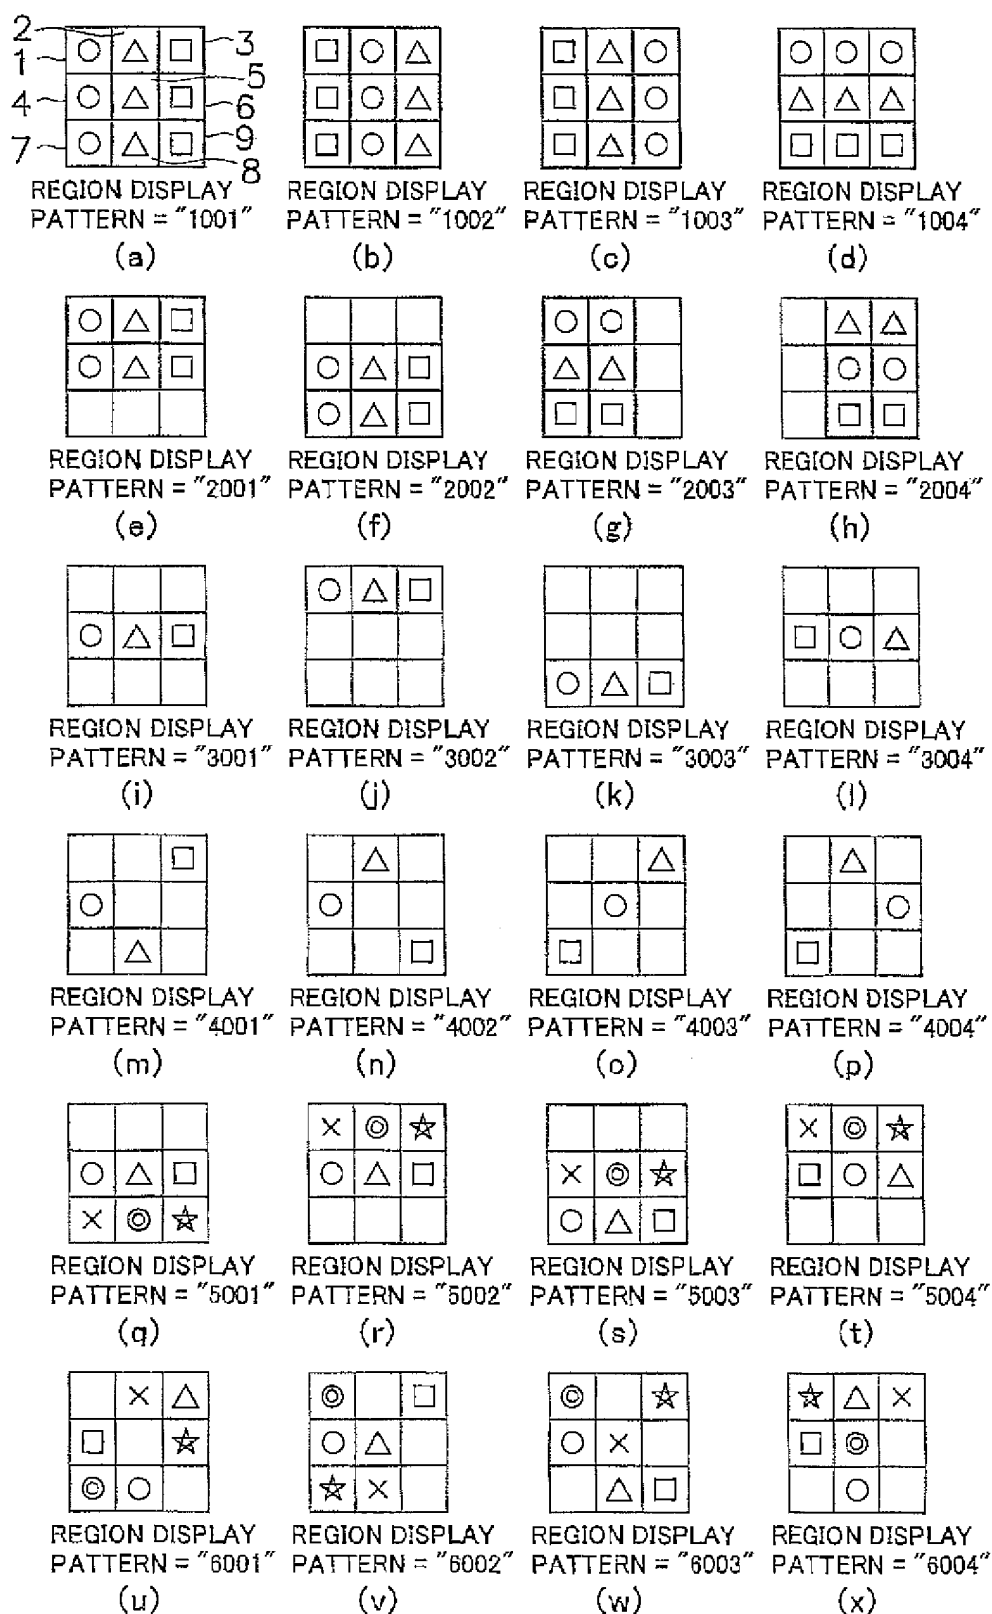 2
1
3
5
4
6
7
9
8
REGION DISPLAY
PATTERN = "1001"
(a)
REGION DISPLAY
PATTERN = "1002"
(b)
REGION DISPLAY
PATTERN = "1003"
(c)
REGION DISPLAY
PATTERN = "1004"
(d)
REGION DISPLAY
PATTERN = "2001"
(e)
REGION DISPLAY
PATTERN = "2002"
(f)
REGION DISPLAY
PATTERN = "2003"
(g)
REGION DISPLAY
PATTERN = "2004"
(h)
REGION DISPLAY
PATTERN = "3001"
(i)
REGION DISPLAY
PATTERN = "3002"
(j)
REGION DISPLAY
PATTERN = "3003"
(k)
REGION DISPLAY
PATTERN = "3004"
(l)
REGION DISPLAY
PATTERN = "4001"
(m)
REGION DISPLAY
PATTERN = "4002"
(n)
REGION DISPLAY
PATTERN = "4003"
(o)
REGION DISPLAY
PATTERN = "4004"
(p)
REGION DISPLAY
PATTERN = "5001"
(q)
REGION DISPLAY
PATTERN = "5002"
(r)
REGION DISPLAY
PATTERN = "5003"
(s)
REGION DISPLAY
PATTERN = "5004"
(t)
REGION DISPLAY
PATTERN = "6001"
(u)
REGION DISPLAY
PATTERN = "6002"
(v)
REGION DISPLAY
PATTERN = "6003"
(w)
REGION DISPLAY
PATTERN = "6004"
(x)